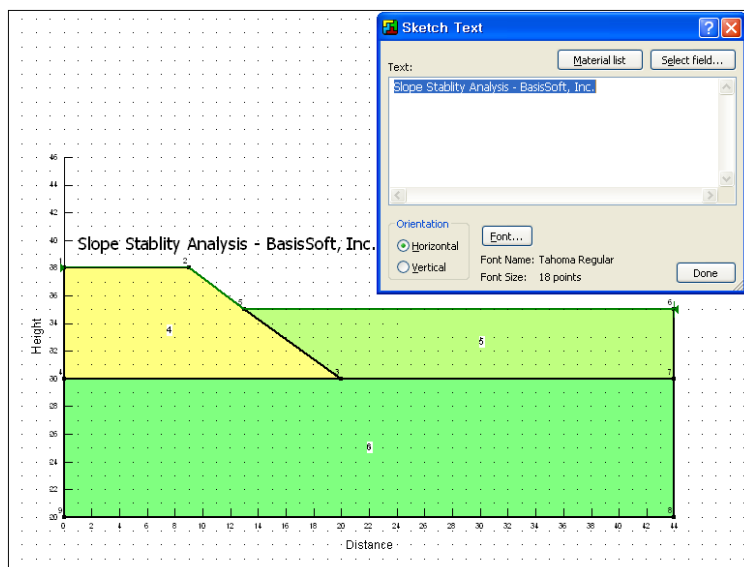 Sketch Text
Text:
Material list
Select field...
Slope Stablity Analysis - BasisSoft, Inc.
Orientation
Horizontal
Vertical
Font...
Font Name: Tahoma Regular
Font Size: 18 points
Done
Slope Stablity Analysis - BasisSoft, Inc.
46
44
42
40
38
36
34
32
30
28
26
24
22
20
Height
1
2
5
6
4
5
4
3
7
6
9
8
0 2 4 6 8 10 12 14 16 18 20 22 24 26 28 30 32 34 36 38 40 42 44
Distance